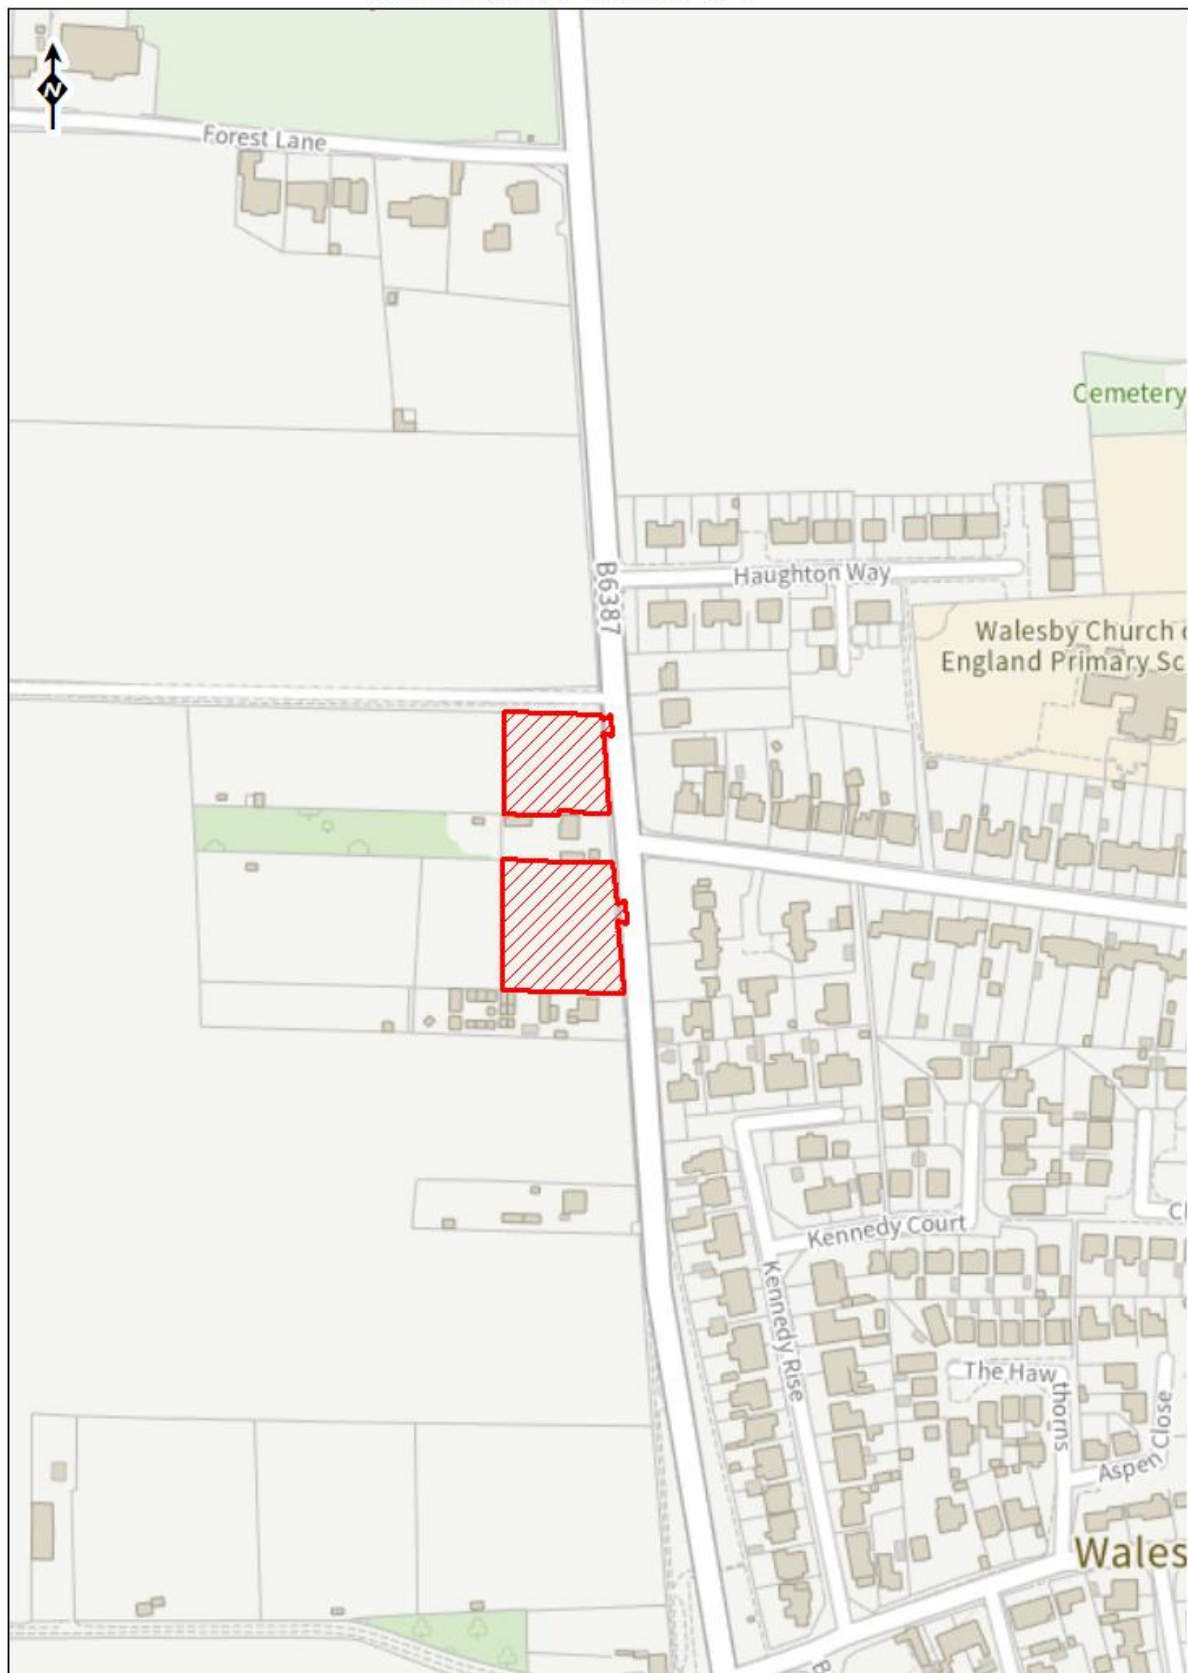 N
Forest Lane
Cemetery
B6387
Haughton Way
Walesby Church
England Primary Sc
Kennedy Court
Kennedy Rise
The Haw
thorns
Aspen Close
Wales